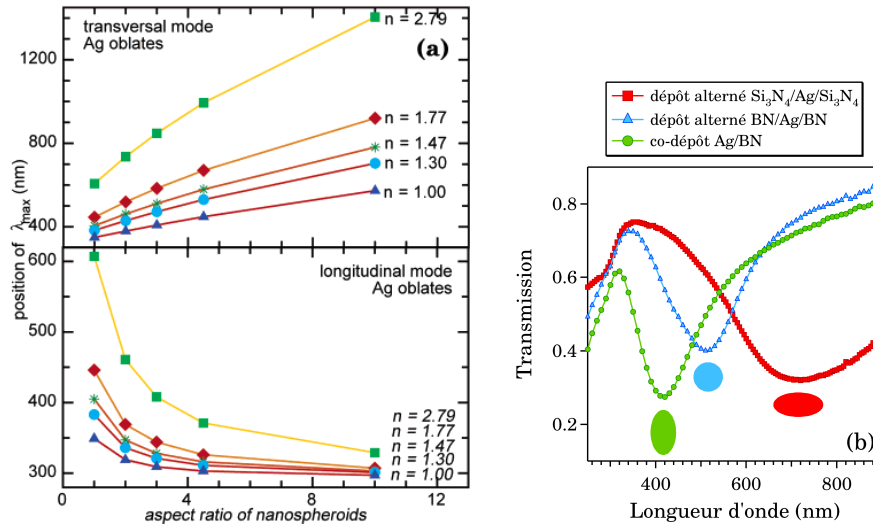 transversal mode
Ag oblates
(a)
n = 2.79
n = 1.77
n = 1.47
n = 1.30
n = 1.00
1400
1200
1000
800
600
400
position of λmax (nm)
longitudinal mode
Ag oblates
n = 2.79
n = 1.77
n = 1.47
n = 1.30
n = 1.00
600
500
400
300
0
4
8
12
aspect ratio of nanospheroids
dépôt alterné Si₃N₄/Ag/Si₃N₄
dépôt alterné BN/Ag/BN
co-dépôt Ag/BN
0.8
0.6
0.4
0.2
Transmission
(b)
400
600
800
Longueur d'onde (nm)